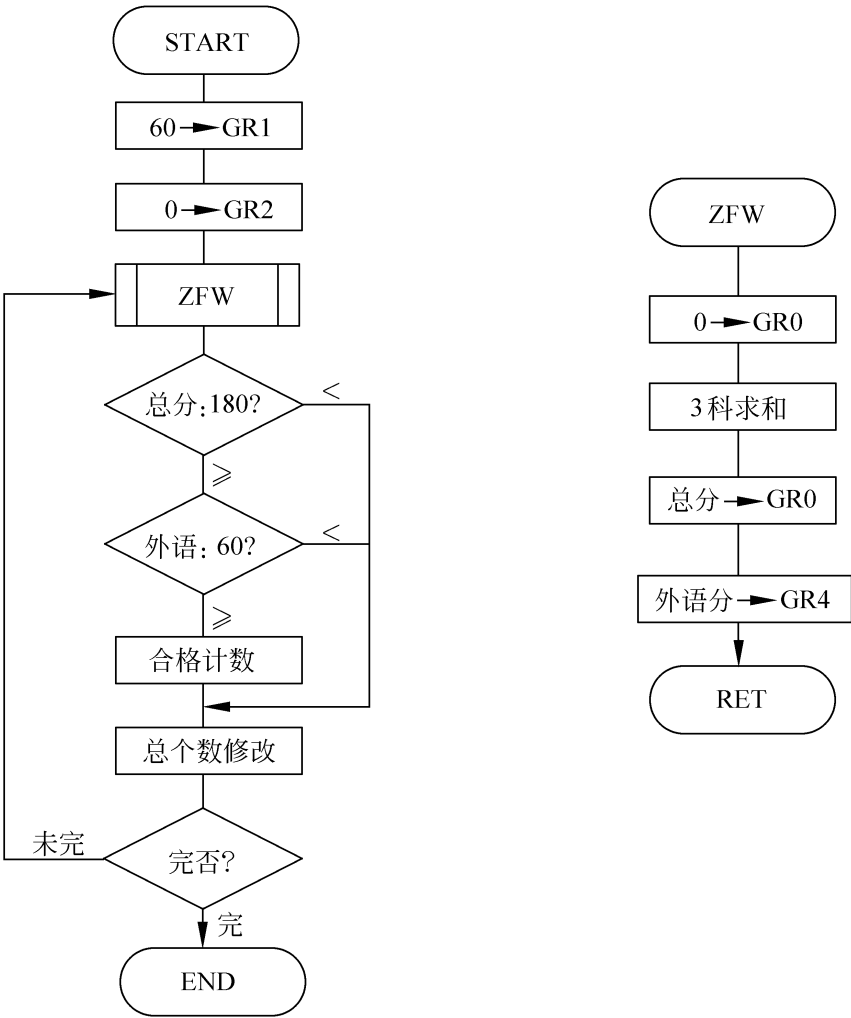 START
60→GR1
0→GR2
ZFW
总分:180?
<
≥
外语: 60?
<
≥
合格计数
总个数修改
未完
完否?
完
END
ZFW
0→GR0
3科求和
总分→GR0
外语分→GR4
RET